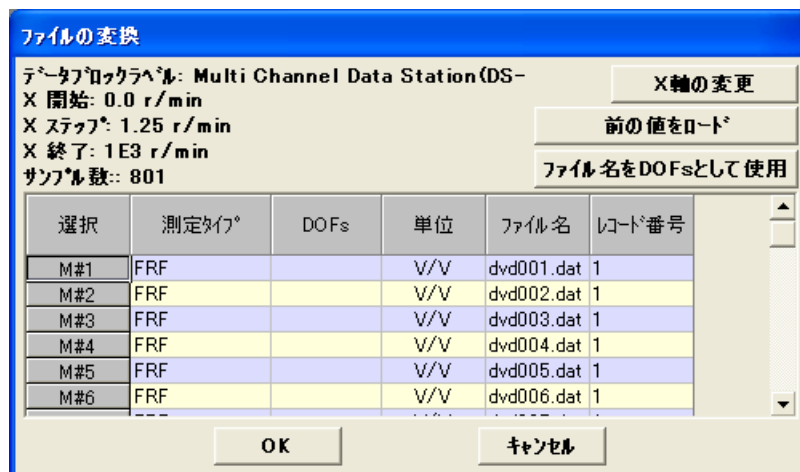 ファイルの変換
ﾃﾞｰﾀﾌﾞﾛｯｸﾗﾍﾞﾙ: Multi Channel Data Station(DS-
X 開始: 0.0 r/min
X ｽﾃｯﾌﾟ: 1.25 r/min
X 終了: 1E3 r/min
ｻﾝﾌﾟﾙ数:: 801
X軸の変更
前の値をﾛｰﾄﾞ
ﾌｧｲﾙ名をDOFsとして使用
選択 測定ﾀｲﾌﾟ DOFs 単位 ﾌｧｲﾙ名 ﾚｺｰﾄﾞ番号
M#1 FRF V/V dvd001.dat 1
M#2 FRF V/V dvd002.dat 1
M#3 FRF V/V dvd003.dat 1
M#4 FRF V/V dvd004.dat 1
M#5 FRF V/V dvd005.dat 1
M#6 FRF V/V dvd006.dat 1
OK ｷｬﾝｾﾙ